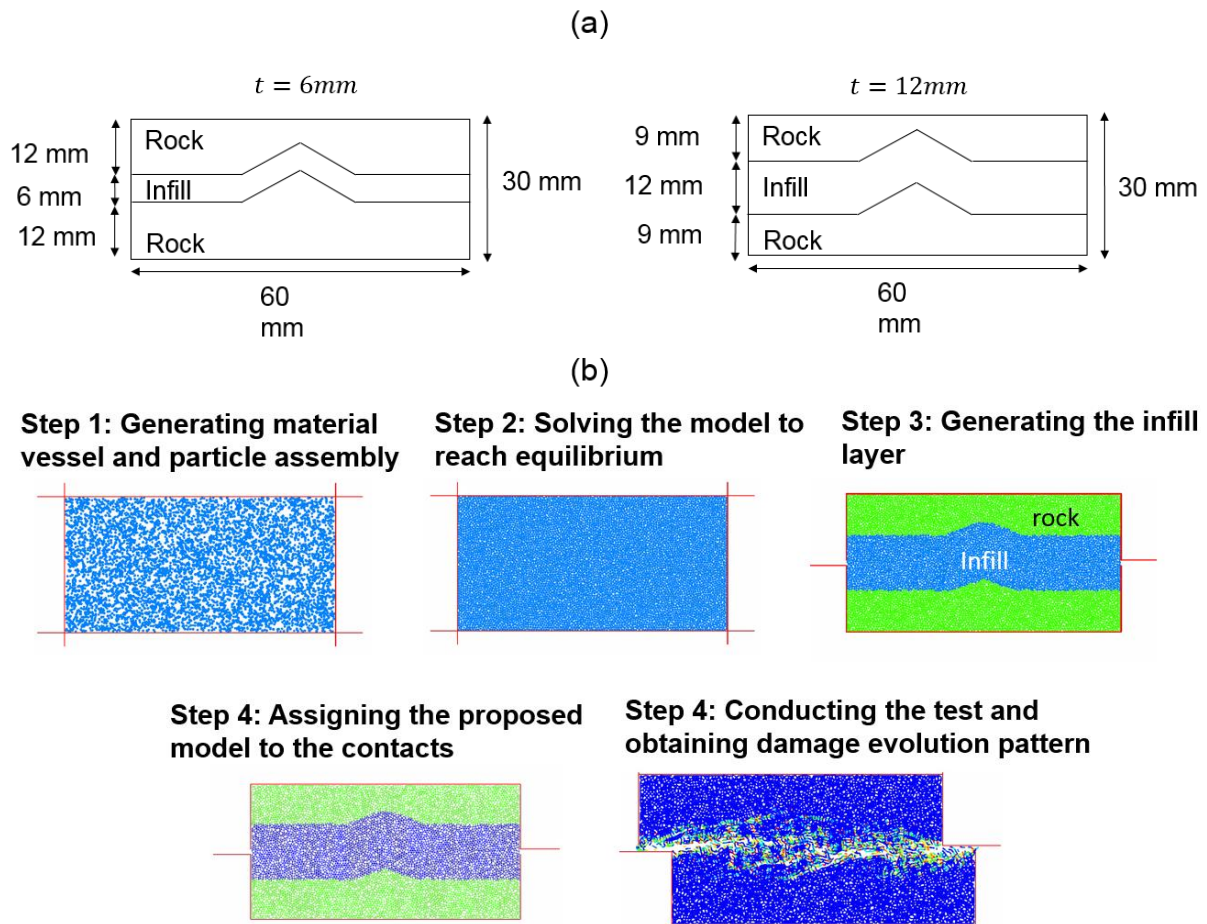 (a)
t = 6mm
12 mm
6 mm
12 mm
Rock
Infill
Rock
30 mm
60
mm
t = 12mm
9 mm
12 mm
9 mm
Rock
Infill
Rock
30 mm
60
mm
(b)
Step 1: Generating material
vessel and particle assembly
Step 2: Solving the model to
reach equilibrium
Step 3: Generating the infill
layer
rock
Infill
Step 4: Assigning the proposed
model to the contacts
Step 4: Conducting the test and
obtaining damage evolution pattern